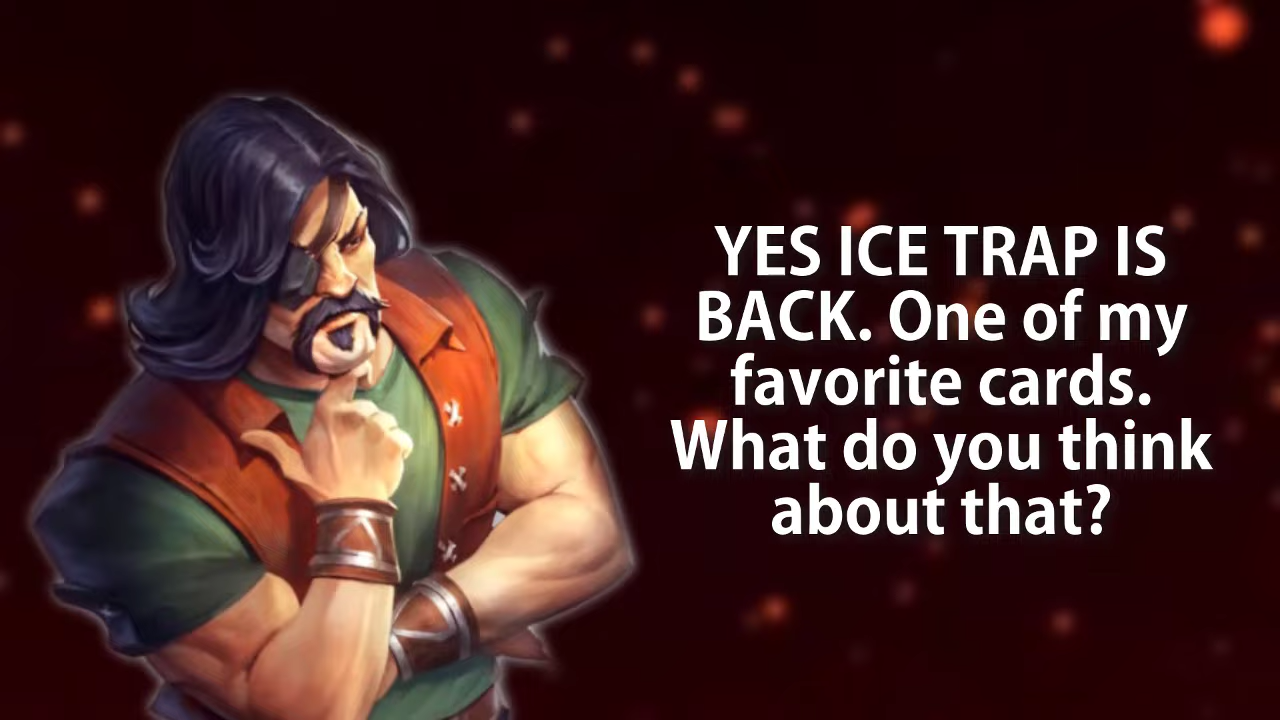 YES ICE TRAP IS
BACK. One of my
favorite cards.
What do you think
about that?